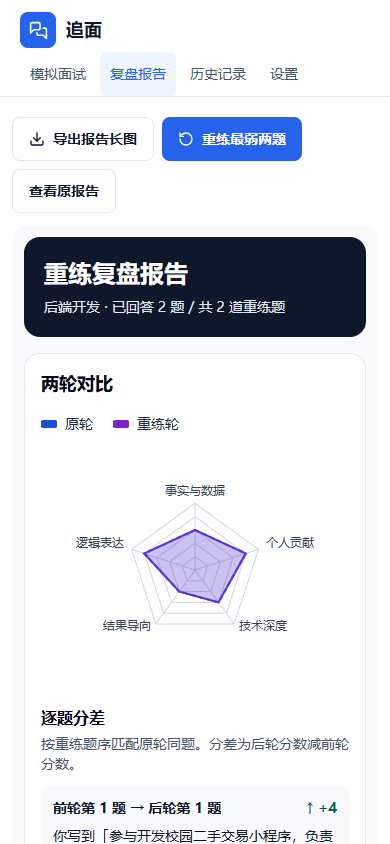 追面
模拟面试 复盘报告 历史记录 设置
导出报告长图 重练最弱两题
查看原报告
重练复盘报告
后端开发 · 已回答 2 题 / 共 2 道重练题
两轮对比
原轮 重练轮
事实与数据
逻辑表达 个人贡献
结果导向 技术深度
逐题分差
按重练题序匹配原轮同题。分差为后轮分数减前轮
分数。
前轮第 1 题 → 后轮第 1 题 ↑ +4
你写到「参与开发校园二手交易小程序，负责